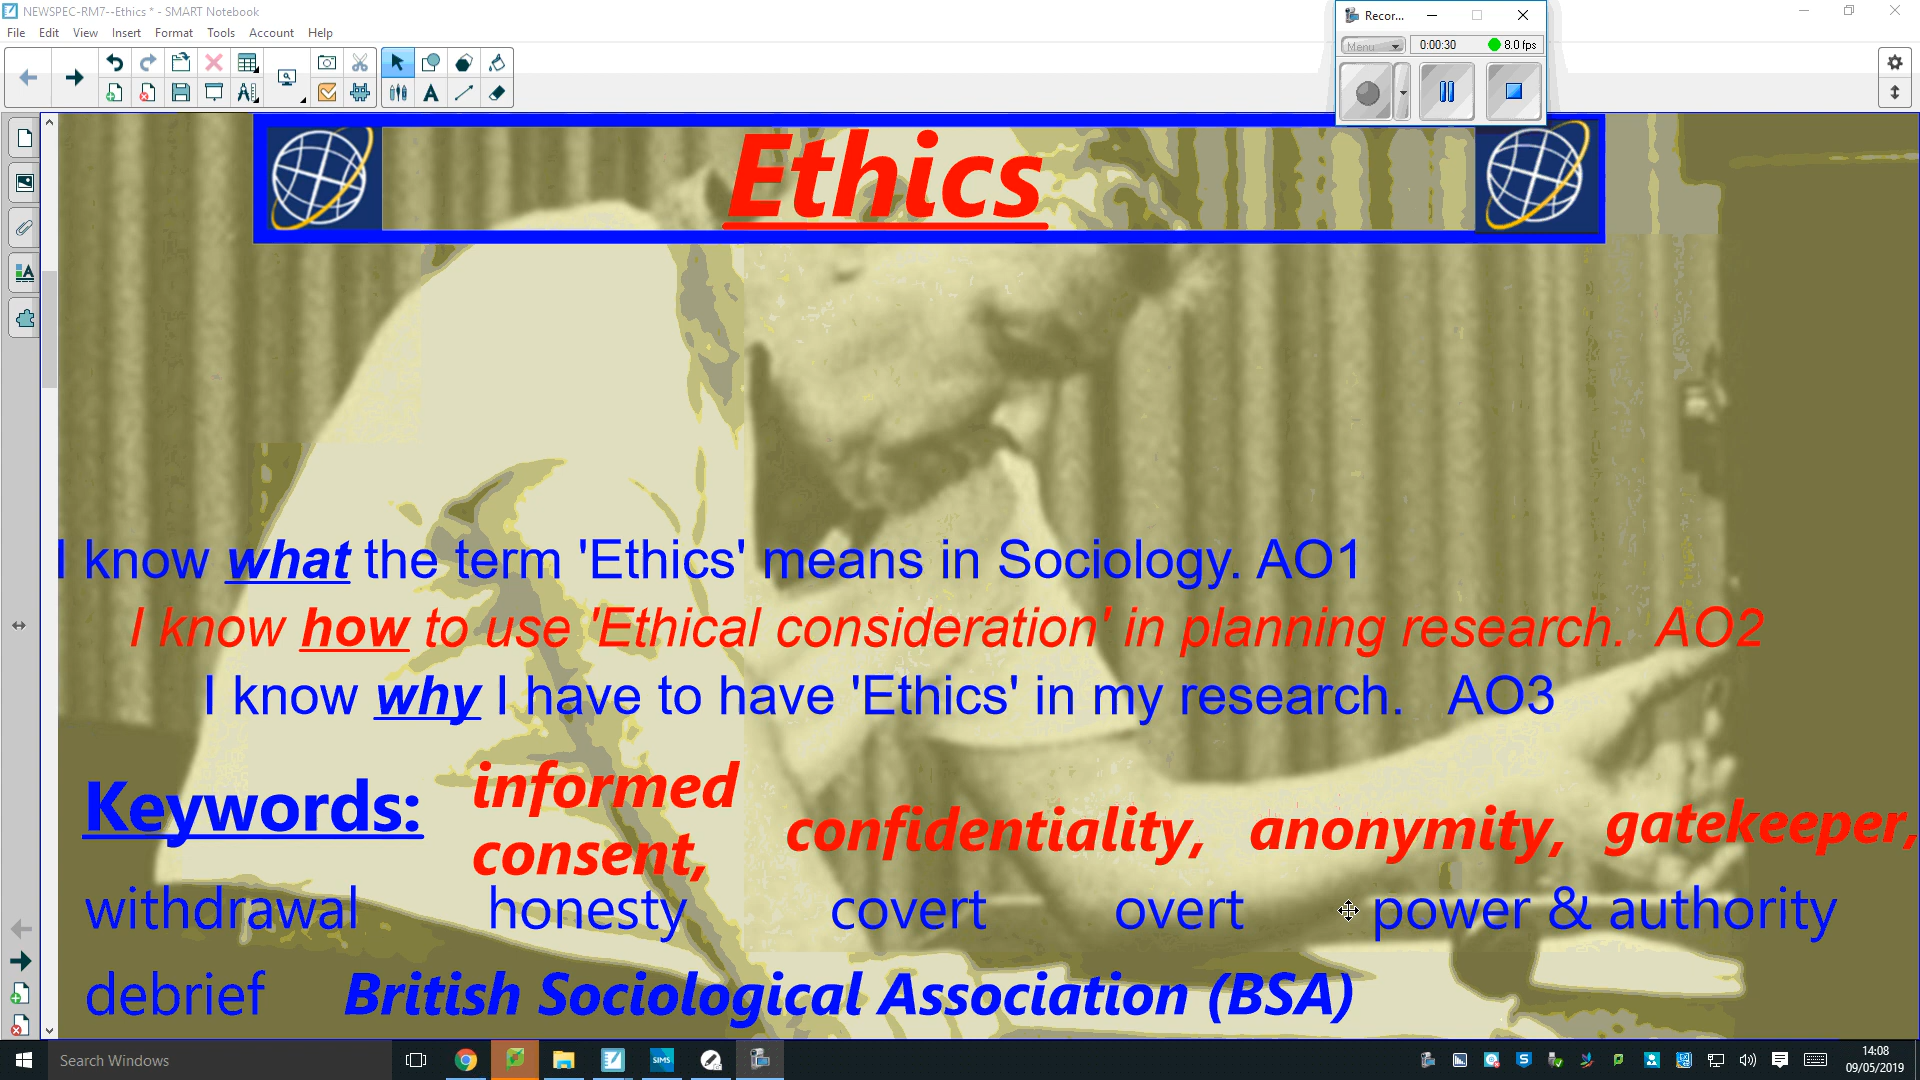 NEWSPEC-RM7--Ethics * - SMART Notebook
File Edit View Insert Format Tools Account Help
Recor...
Menu 0:00:30 8.0 fps
Ethics
I know what the term 'Ethics' means in Sociology. AO1
I know how to use 'Ethical consideration' in planning research. AO2
I know why I have to have 'Ethics' in my research. AO3
Keywords: informed consent, confidentiality, anonymity, gatekeeper,
withdrawal honesty covert overt power & authority
debrief British Sociological Association (BSA)
Search Windows
SIMS
14:08
09/05/2019